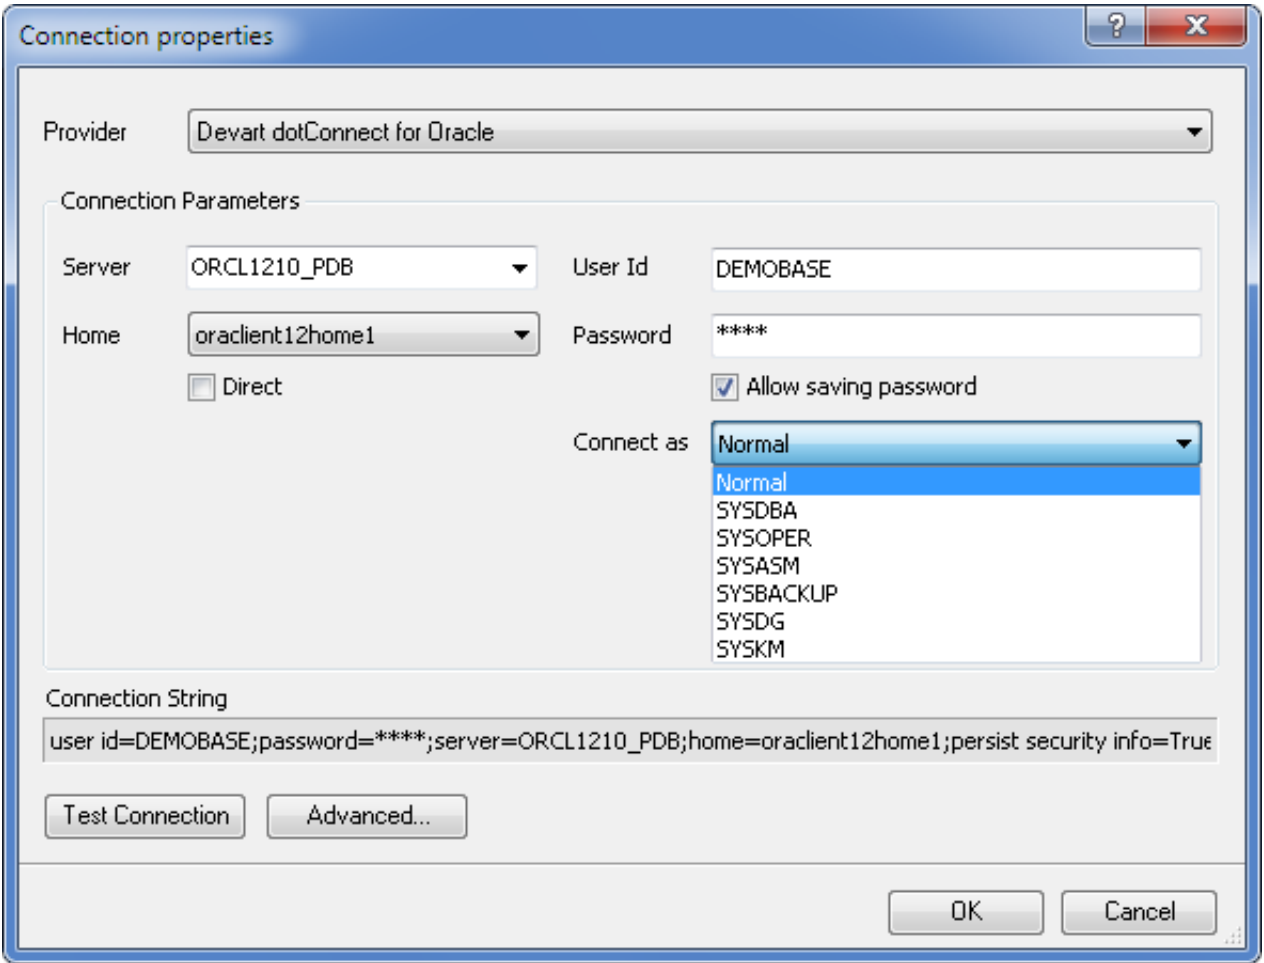 Connection properties
?
X
Provider
Devart dotConnect for Oracle
Connection Parameters
Server
ORCL1210_PDB
User Id
DEMOBASE
Home
oraclient12home1
Password
****
Direct
Allow saving password
Connect as
Normal
Normal
SYSDBA
SYSOPER
SYSASM
SYSBACKUP
SYSDG
SYSKM
Connection String
user id=DEMOBASE;password=****;server=ORCL1210_PDB;home=oraclient12home1;persist security info=True
Test Connection
Advanced...
OK
Cancel